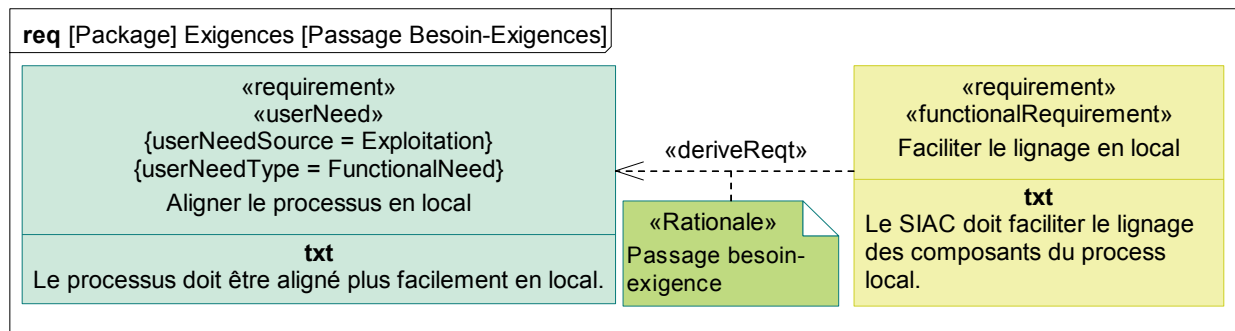 req [Package] Exigences [Passage Besoin-Exigences]
«requirement»
«userNeed»
{userNeedSource = Exploitation}
{userNeedType = FunctionalNeed}
Aligner le processus en local
txt
Le processus doit être aligné plus facilement en local.
«deriveReqt»
«Rationale»
Passage besoin-
exigence
«requirement»
«functionalRequirement»
Faciliter le lignage en local
txt
Le SIAC doit faciliter le lignage
des composants du process
local.